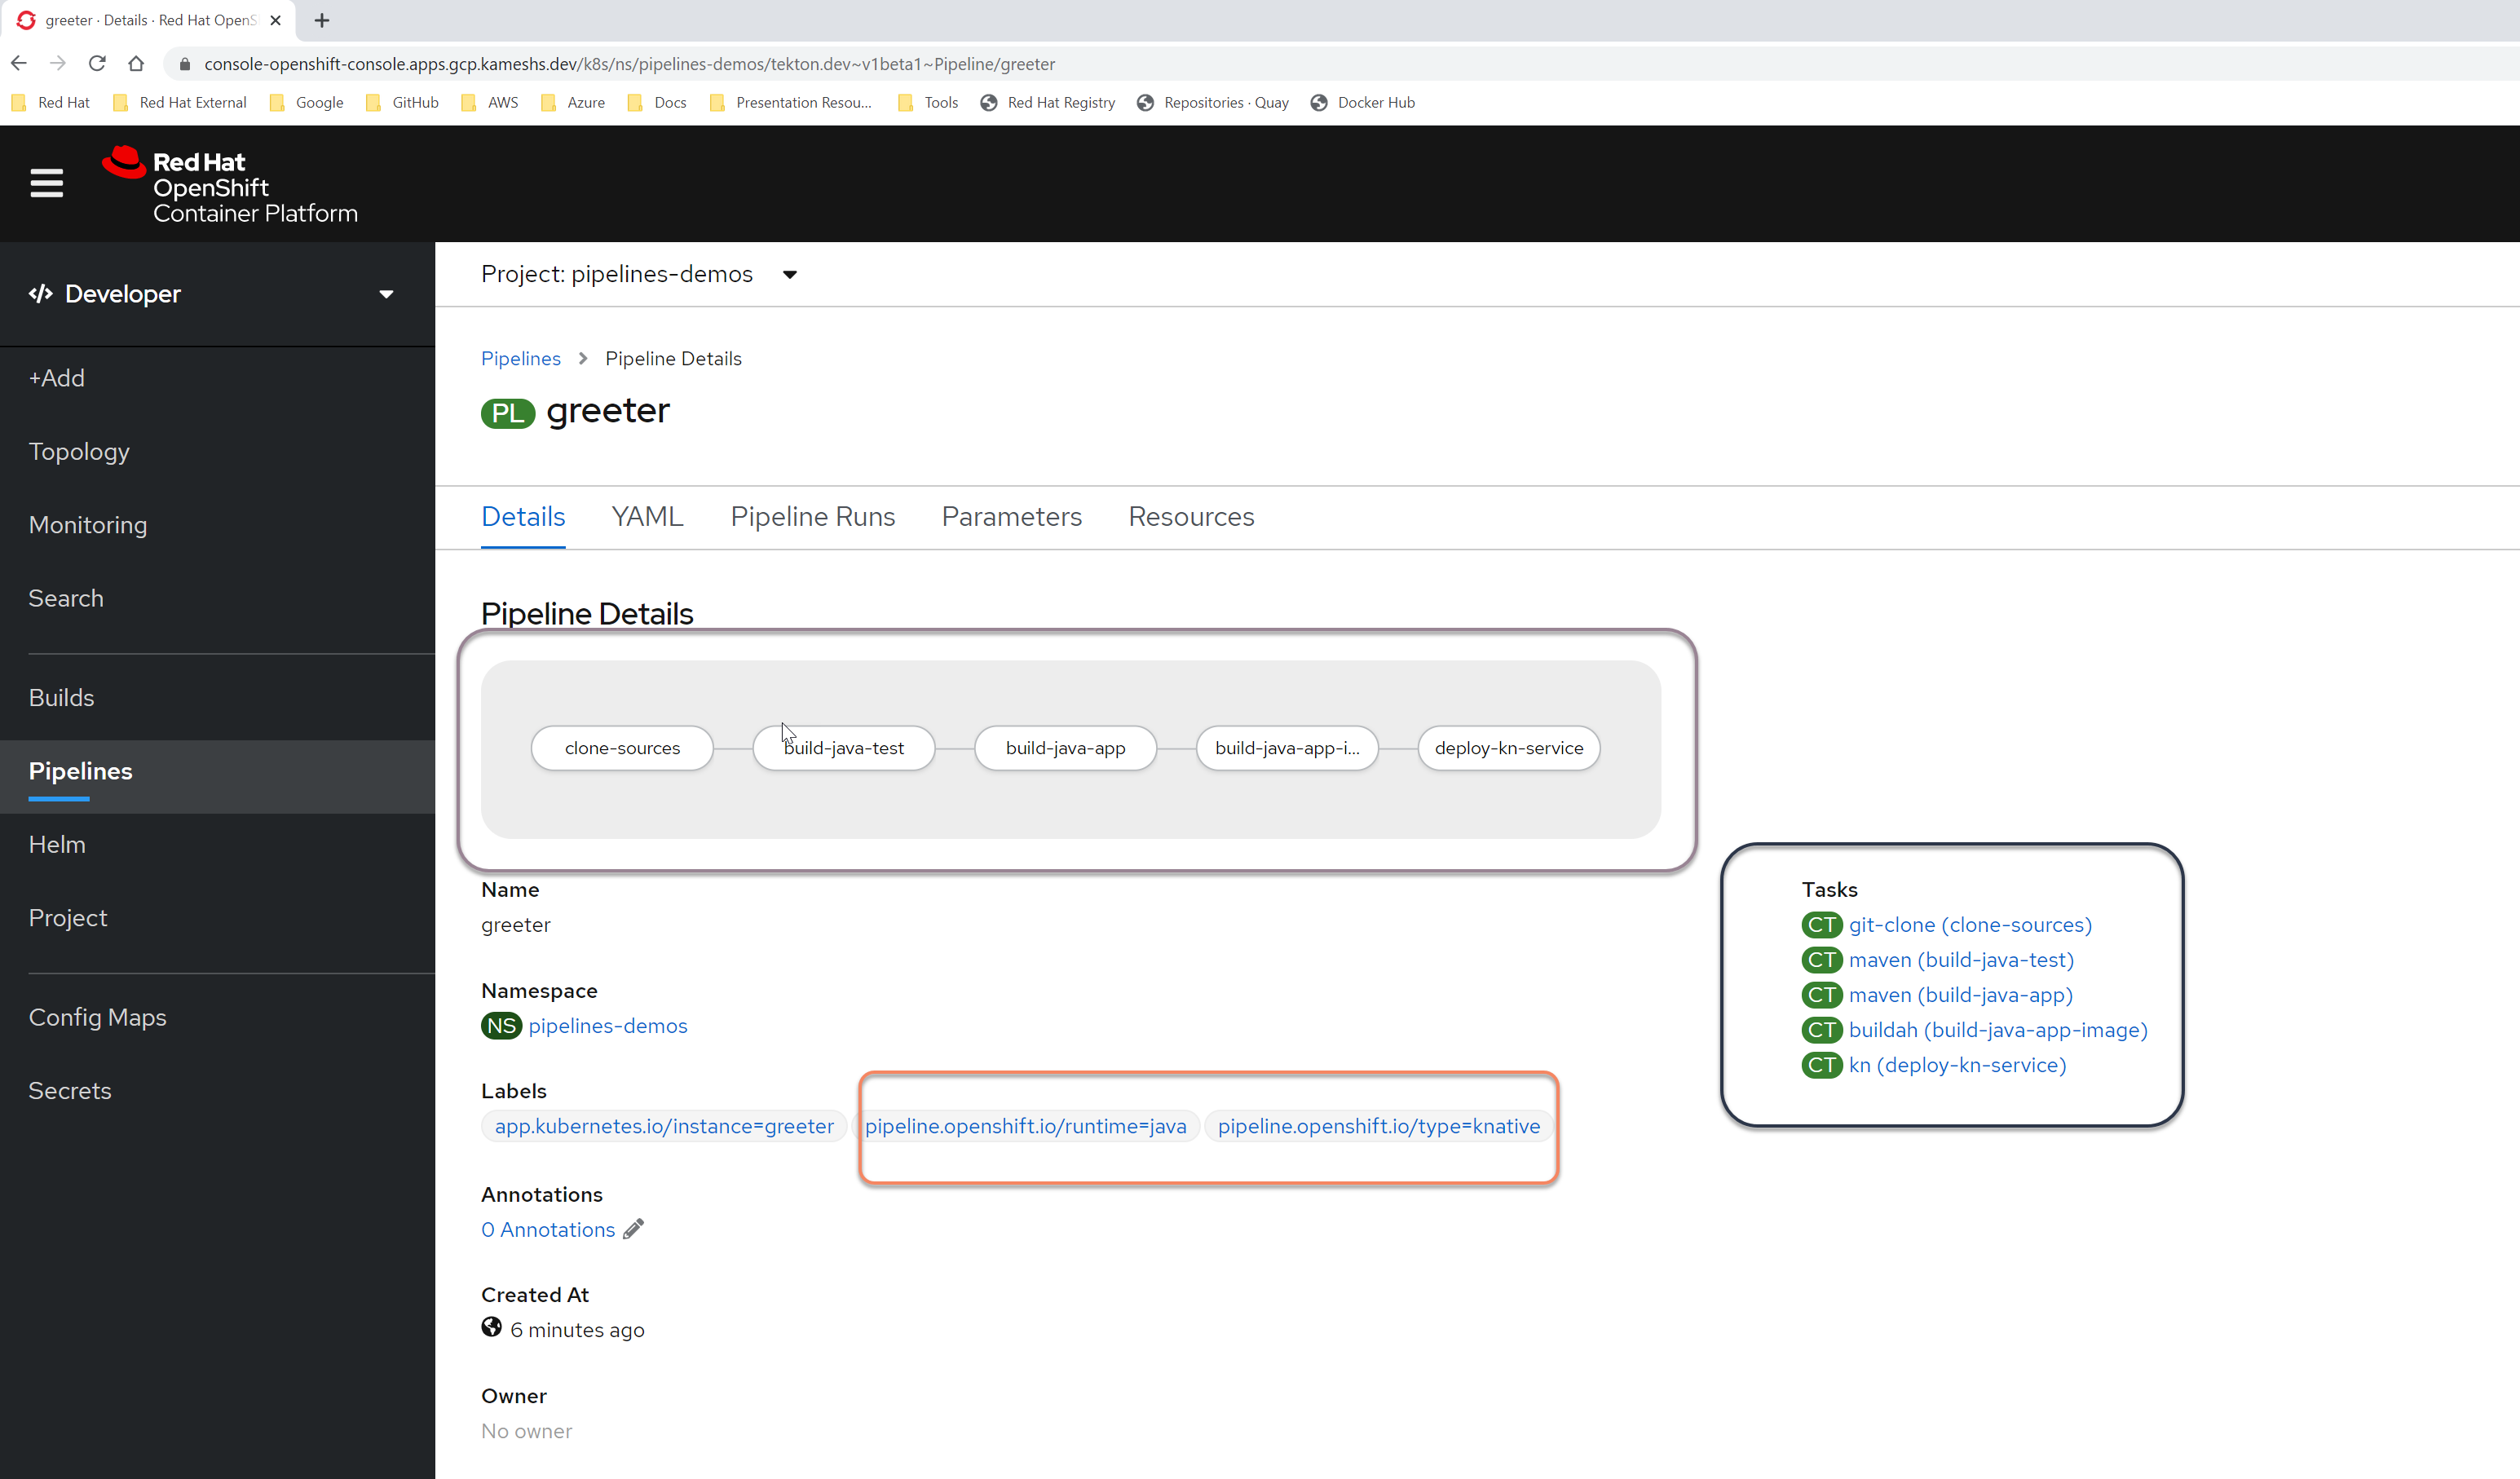 greeter · Details · Red Hat OpenS
console-openshift-console.apps.gcp.kameshs.dev/k8s/ns/pipelines-demos/tekton.dev~v1beta1~Pipeline/greeter
Red Hat Red Hat External Google GitHub AWS Azure Docs Presentation Resou... Tools Red Hat Registry Repositories · Quay Docker Hub
Red Hat
OpenShift
Container Platform
</> Developer
+Add
Topology
Monitoring
Search
Builds
Pipelines
Helm
Project
Config Maps
Secrets
Project: pipelines-demos
Pipelines > Pipeline Details
PL greeter
Details YAML Pipeline Runs Parameters Resources
Pipeline Details
clone-sources build-java-test build-java-app build-java-app-i... deploy-kn-service
Name
greeter
Namespace
NS pipelines-demos
Labels
app.kubernetes.io/instance=greeter pipeline.openshift.io/runtime=java pipeline.openshift.io/type=knative
Annotations
0 Annotations
Created At
6 minutes ago
Owner
No owner
Tasks
CT git-clone (clone-sources)
CT maven (build-java-test)
CT maven (build-java-app)
CT buildah (build-java-app-image)
CT kn (deploy-kn-service)